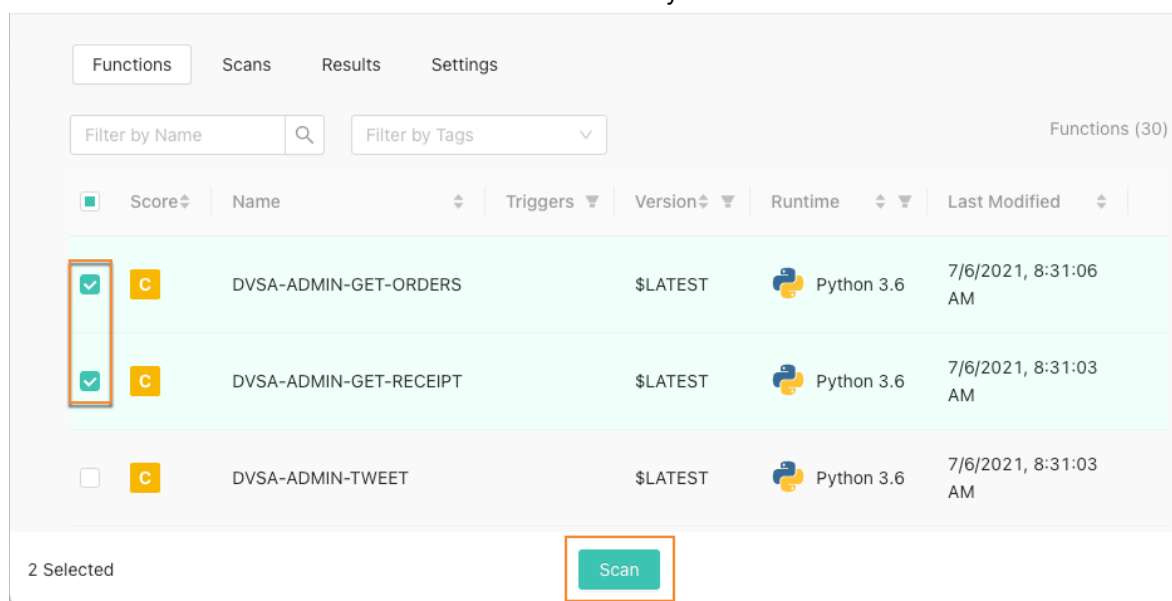 Functions Scans Results Settings
Filter by Name Filter by Tags Functions (30)
Score Name Triggers Version Runtime Last Modified
C DVSA-ADMIN-GET-ORDERS $LATEST Python 3.6 7/6/2021, 8:31:06
AM
C DVSA-ADMIN-GET-RECEIPT $LATEST Python 3.6 7/6/2021, 8:31:03
AM
C DVSA-ADMIN-TWEET $LATEST Python 3.6 7/6/2021, 8:31:03
AM
2 Selected Scan